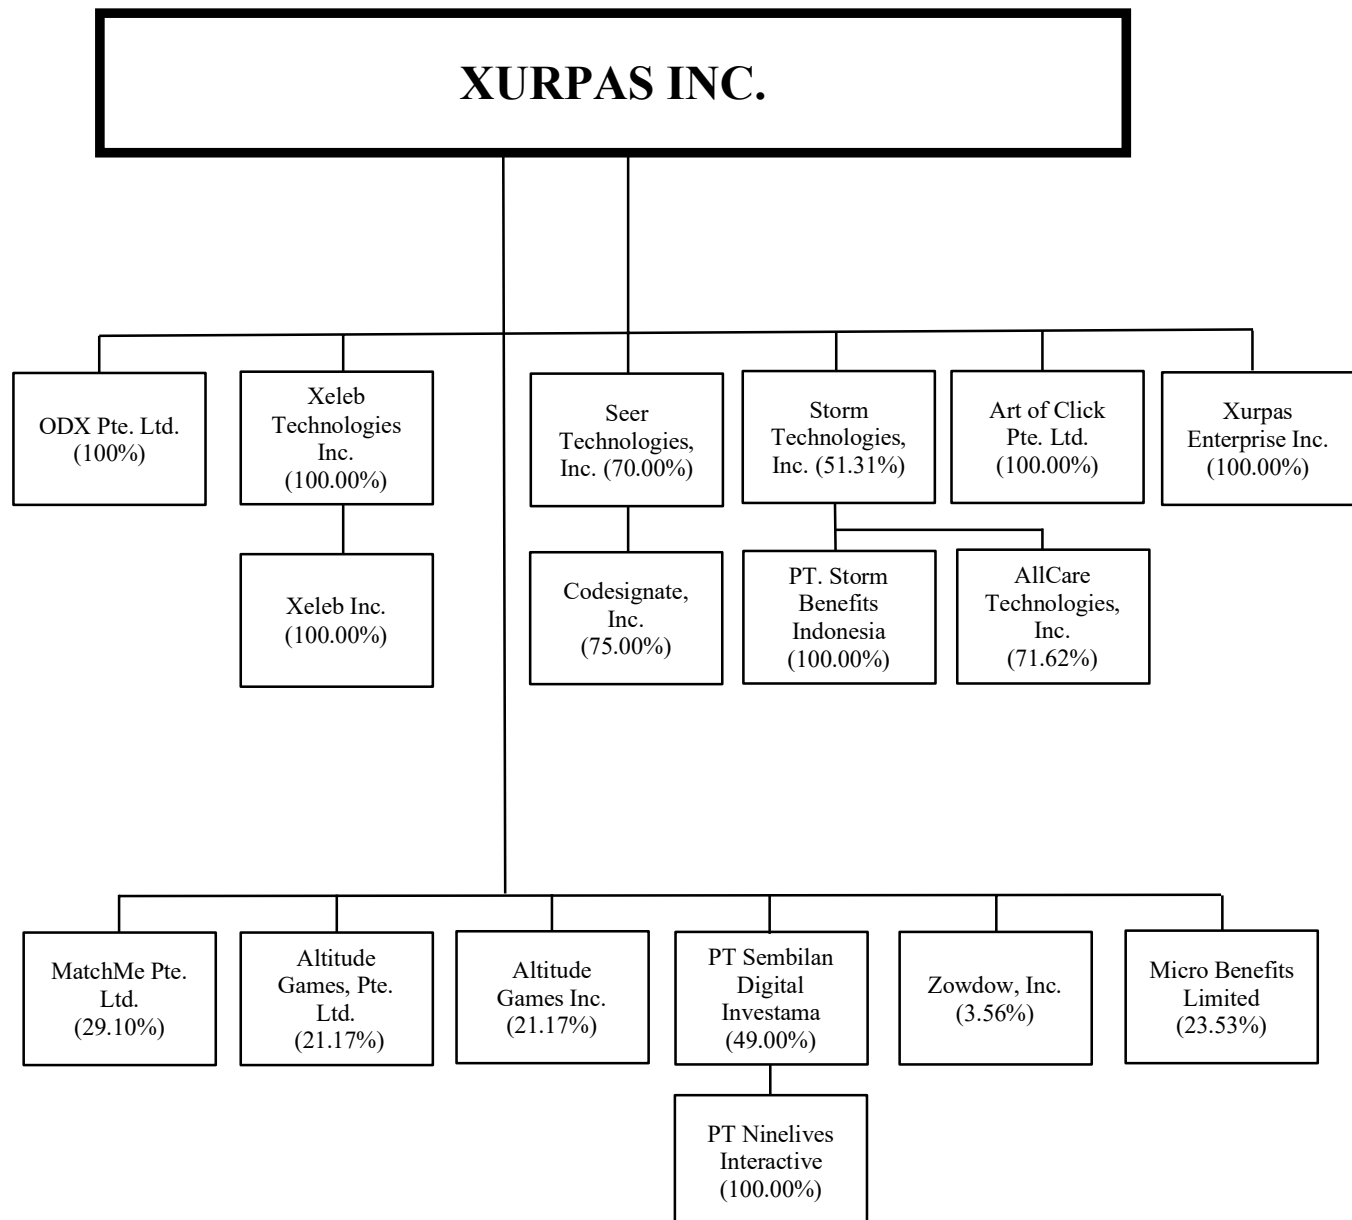 XURPAS INC.
ODX Pte. Ltd.
(100%)
Xeleb
Technologies
Inc.
(100.00%)
Seer
Technologies,
Inc. (70.00%)
Storm
Technologies,
Inc. (51.31%)
Art of Click
Pte. Ltd.
(100.00%)
Xurpas
Enterprise Inc.
(100.00%)
Xeleb Inc.
(100.00%)
Codesignate,
Inc.
(75.00%)
PT. Storm
Benefits
Indonesia
(100.00%)
AllCare
Technologies,
Inc.
(71.62%)
MatchMe Pte.
Ltd.
(29.10%)
Altitude
Games, Pte.
Ltd.
(21.17%)
Altitude
Games Inc.
(21.17%)
PT Sembilan
Digital
Investama
(49.00%)
Zowdow, Inc.
(3.56%)
Micro Benefits
Limited
(23.53%)
PT Ninelives
Interactive
(100.00%)